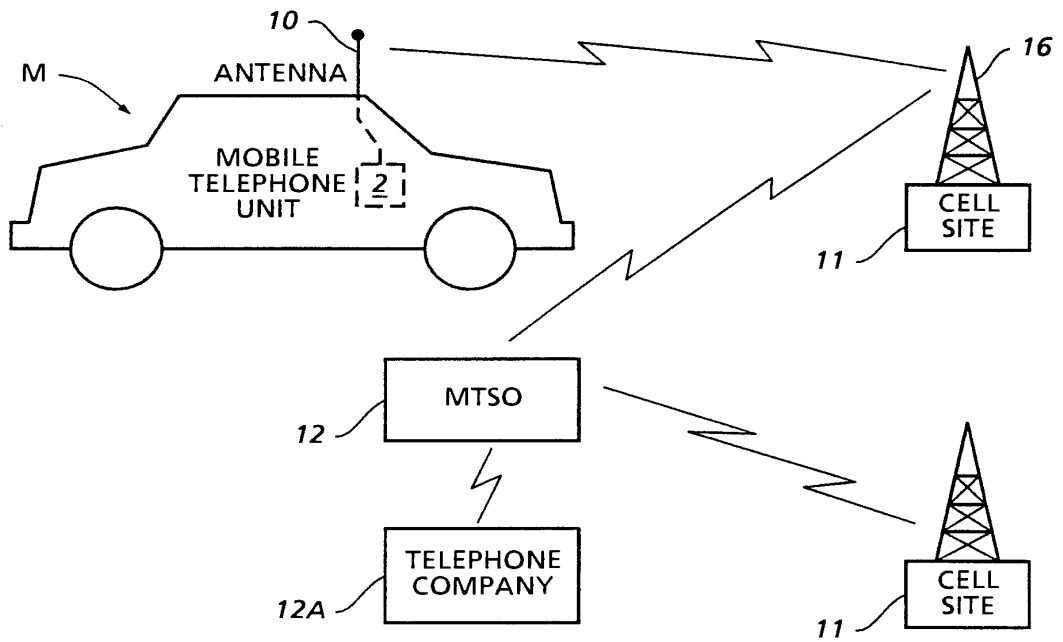 10
16
M
ANTENNA
MOBILE
TELEPHONE
UNIT
2
CELL
SITE
11
MTSO
12
TELEPHONE
COMPANY
12A
CELL
SITE
11